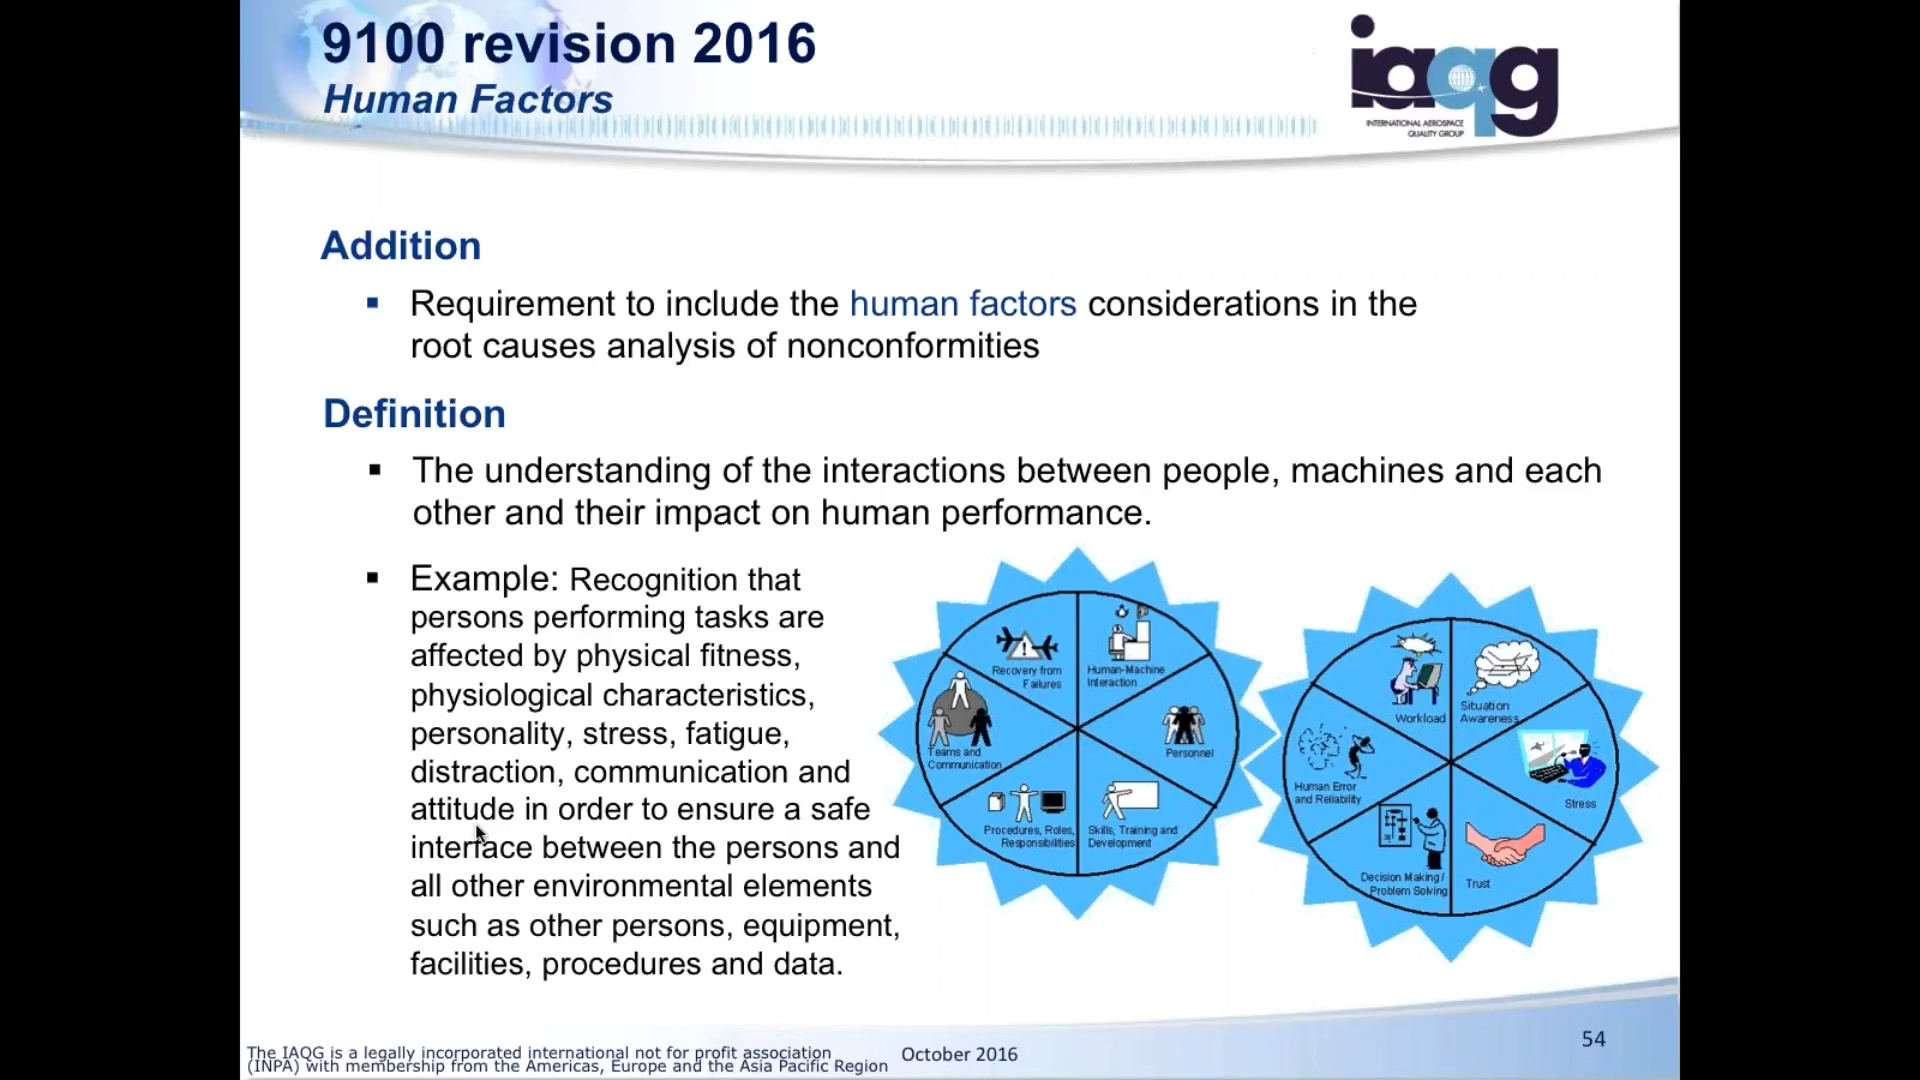 9100 revision 2016
Human Factors
iaqg
INTERNATIONAL AEROSPACE
QUALITY GROUP
Addition
Requirement to include the human factors considerations in the
root causes analysis of nonconformities
Definition
The understanding of the interactions between people, machines and each
other and their impact on human performance.
Example: Recognition that
persons performing tasks are
affected by physical fitness,
physiological characteristics,
personality, stress, fatigue,
distraction, communication and
attitude in order to ensure a safe
interface between the persons and
all other environmental elements
such as other persons, equipment,
facilities, procedures and data.
Recovery from
Failures
Human-Machine
Interaction
Teams and
Communication
Personnel
Procedures, Roles,
Responsibilities
Skills, Training and
Development
Workload
Situation
Awareness
Human Error
and Reliability
Stress
Decision Making /
Problem Solving
Trust
The IAQG is a legally incorporated international not for profit association
(INPA) with membership from the Americas, Europe and the Asia Pacific Region
October 2016
54